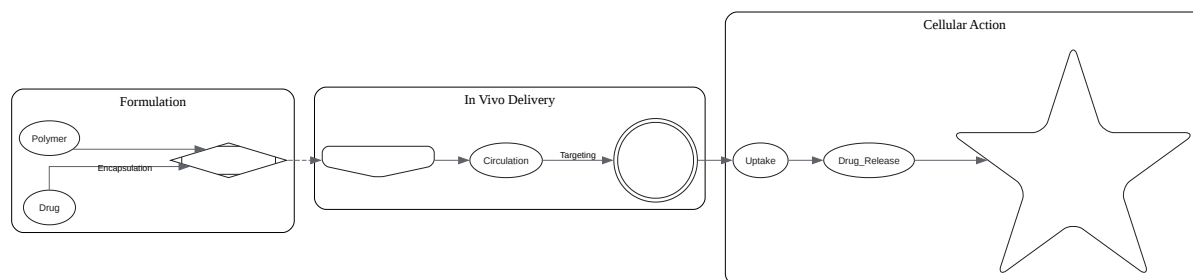 Formulation
Polymer
Encapsulation
Drug
In Vivo Delivery
Circulation
Targeting
Cellular Action
Uptake
Drug_Release